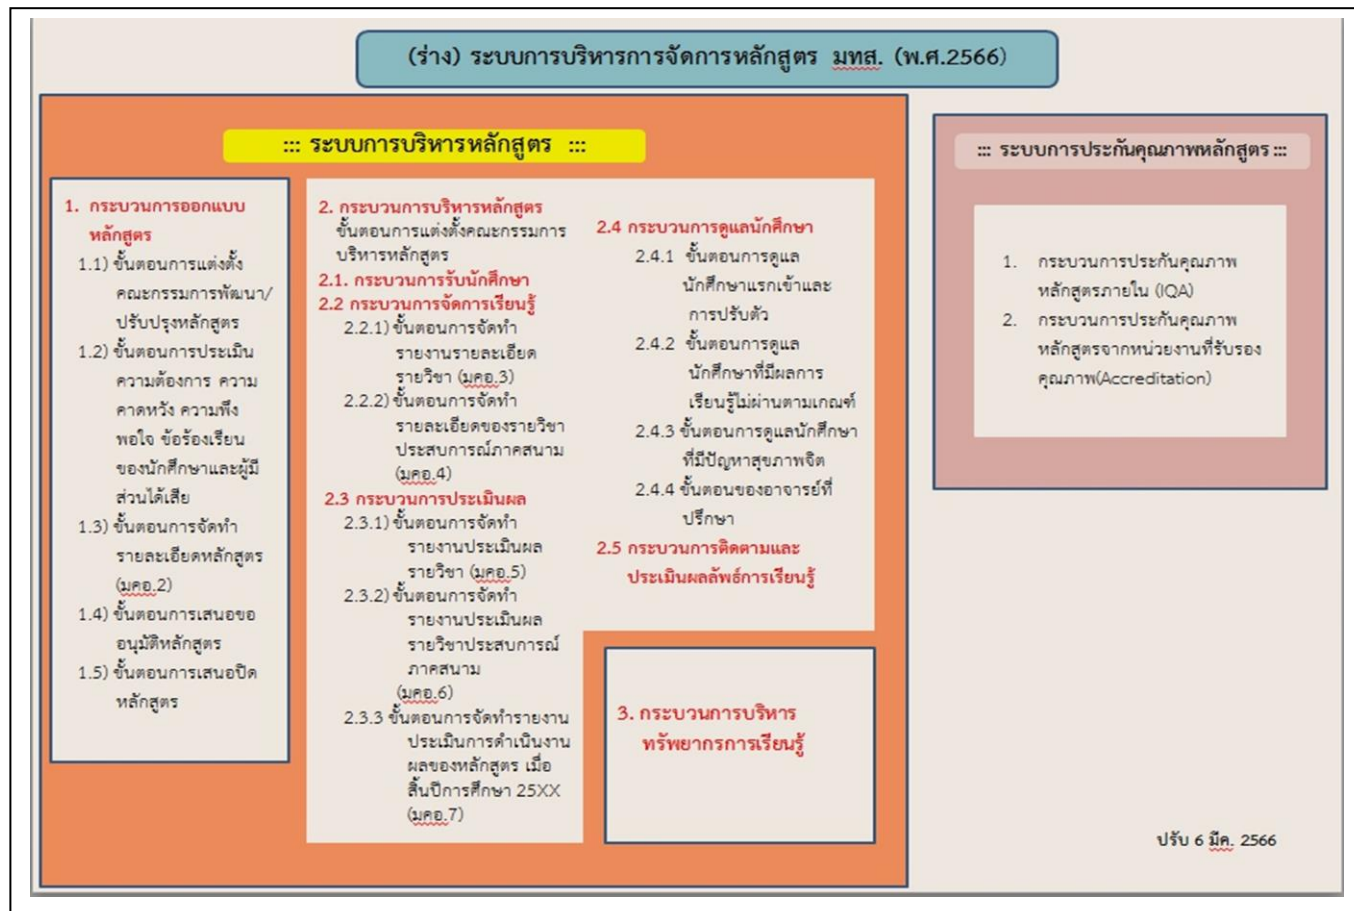 (ร่าง) ระบบการบริหารการจัดการหลักสูตร มทส. (พ.ศ.2566)
::: ระบบการบริหารหลักสูตร :::
1. กระบวนการออกแบบ
หลักสูตร
1.1) ขั้นตอนการแต่งตั้ง
คณะกรรมการพัฒนา/
ปรับปรุงหลักสูตร
1.2) ขั้นตอนการประเมิน
ความต้องการ ความ
คาดหวัง ความพึง
พอใจ ข้อร้องเรียน
ของนักศึกษาและผู้มี
ส่วนได้เสีย
1.3) ขั้นตอนการจัดทำ
รายละเอียดหลักสูตร
(มคอ.2)
1.4) ขั้นตอนการเสนอขอ
อนุมัติหลักสูตร
1.5) ขั้นตอนการเสนอปิด
หลักสูตร
2. กระบวนการบริหารหลักสูตร
ขั้นตอนการแต่งตั้งคณะกรรมการ
บริหารหลักสูตร
2.1. กระบวนการรับนักศึกษา
2.2 กระบวนการจัดการเรียนรู้
2.2.1) ขั้นตอนการจัดทำ
รายงานรายละเอียด
รายวิชา (มคอ.3)
2.2.2) ขั้นตอนการจัดทำ
รายละเอียดของรายวิชา
ประสบการณ์ภาคสนาม
(มคอ.4)
2.3 กระบวนการประเมินผล
2.3.1) ขั้นตอนการจัดทำ
รายงานประเมินผล
รายวิชา (มคอ.5)
2.3.2) ขั้นตอนการจัดทำ
รายงานประเมินผล
รายวิชาประสบการณ์
ภาคสนาม
(มคอ.6)
2.3.3 ขั้นตอนการจัดทำรายงาน
ประเมินการดำเนินงาน
ผลของหลักสูตร เมื่อ
สิ้นปีการศึกษา 25XX
(มคอ.7)
2.4 กระบวนการดูแลนักศึกษา
2.4.1 ขั้นตอนการดูแล
นักศึกษาแรกเข้าและ
การปรับตัว
2.4.2 ขั้นตอนการดูแล
นักศึกษาที่มีผลการ
เรียนรู้ไม่ผ่านตามเกณฑ์
2.4.3 ขั้นตอนการดูแลนักศึกษา
ที่มีปัญหาสุขภาพจิต
2.4.4 ขั้นตอนของอาจารย์ที่
ปรึกษา
2.5 กระบวนการติดตามและ
ประเมินผลลัพธ์การเรียนรู้
3. กระบวนการบริหาร
ทรัพยากรการเรียนรู้
::: ระบบการประกันคุณภาพหลักสูตร :::
1. กระบวนการประกันคุณภาพ
หลักสูตรภายใน (IQA)
2. กระบวนการประกันคุณภาพ
หลักสูตรจากหน่วยงานที่รับรอง
คุณภาพ(Accreditation)
ปรับ 6 มีค. 2566